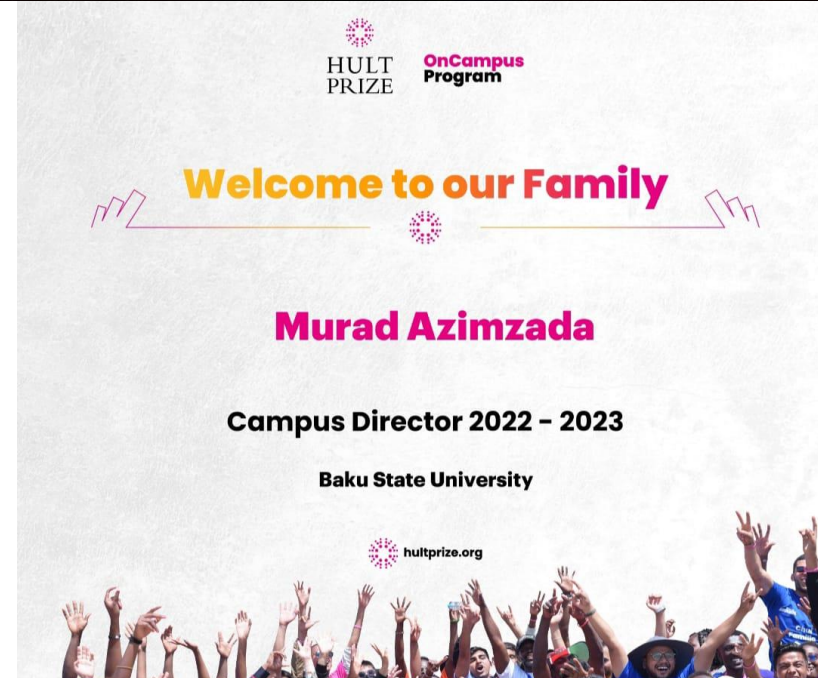 HULT
PRIZE
OnCampus
Program
Welcome to our Family
Murad Azimzada
Campus Director 2022 - 2023
Baku State University
hultprize.org